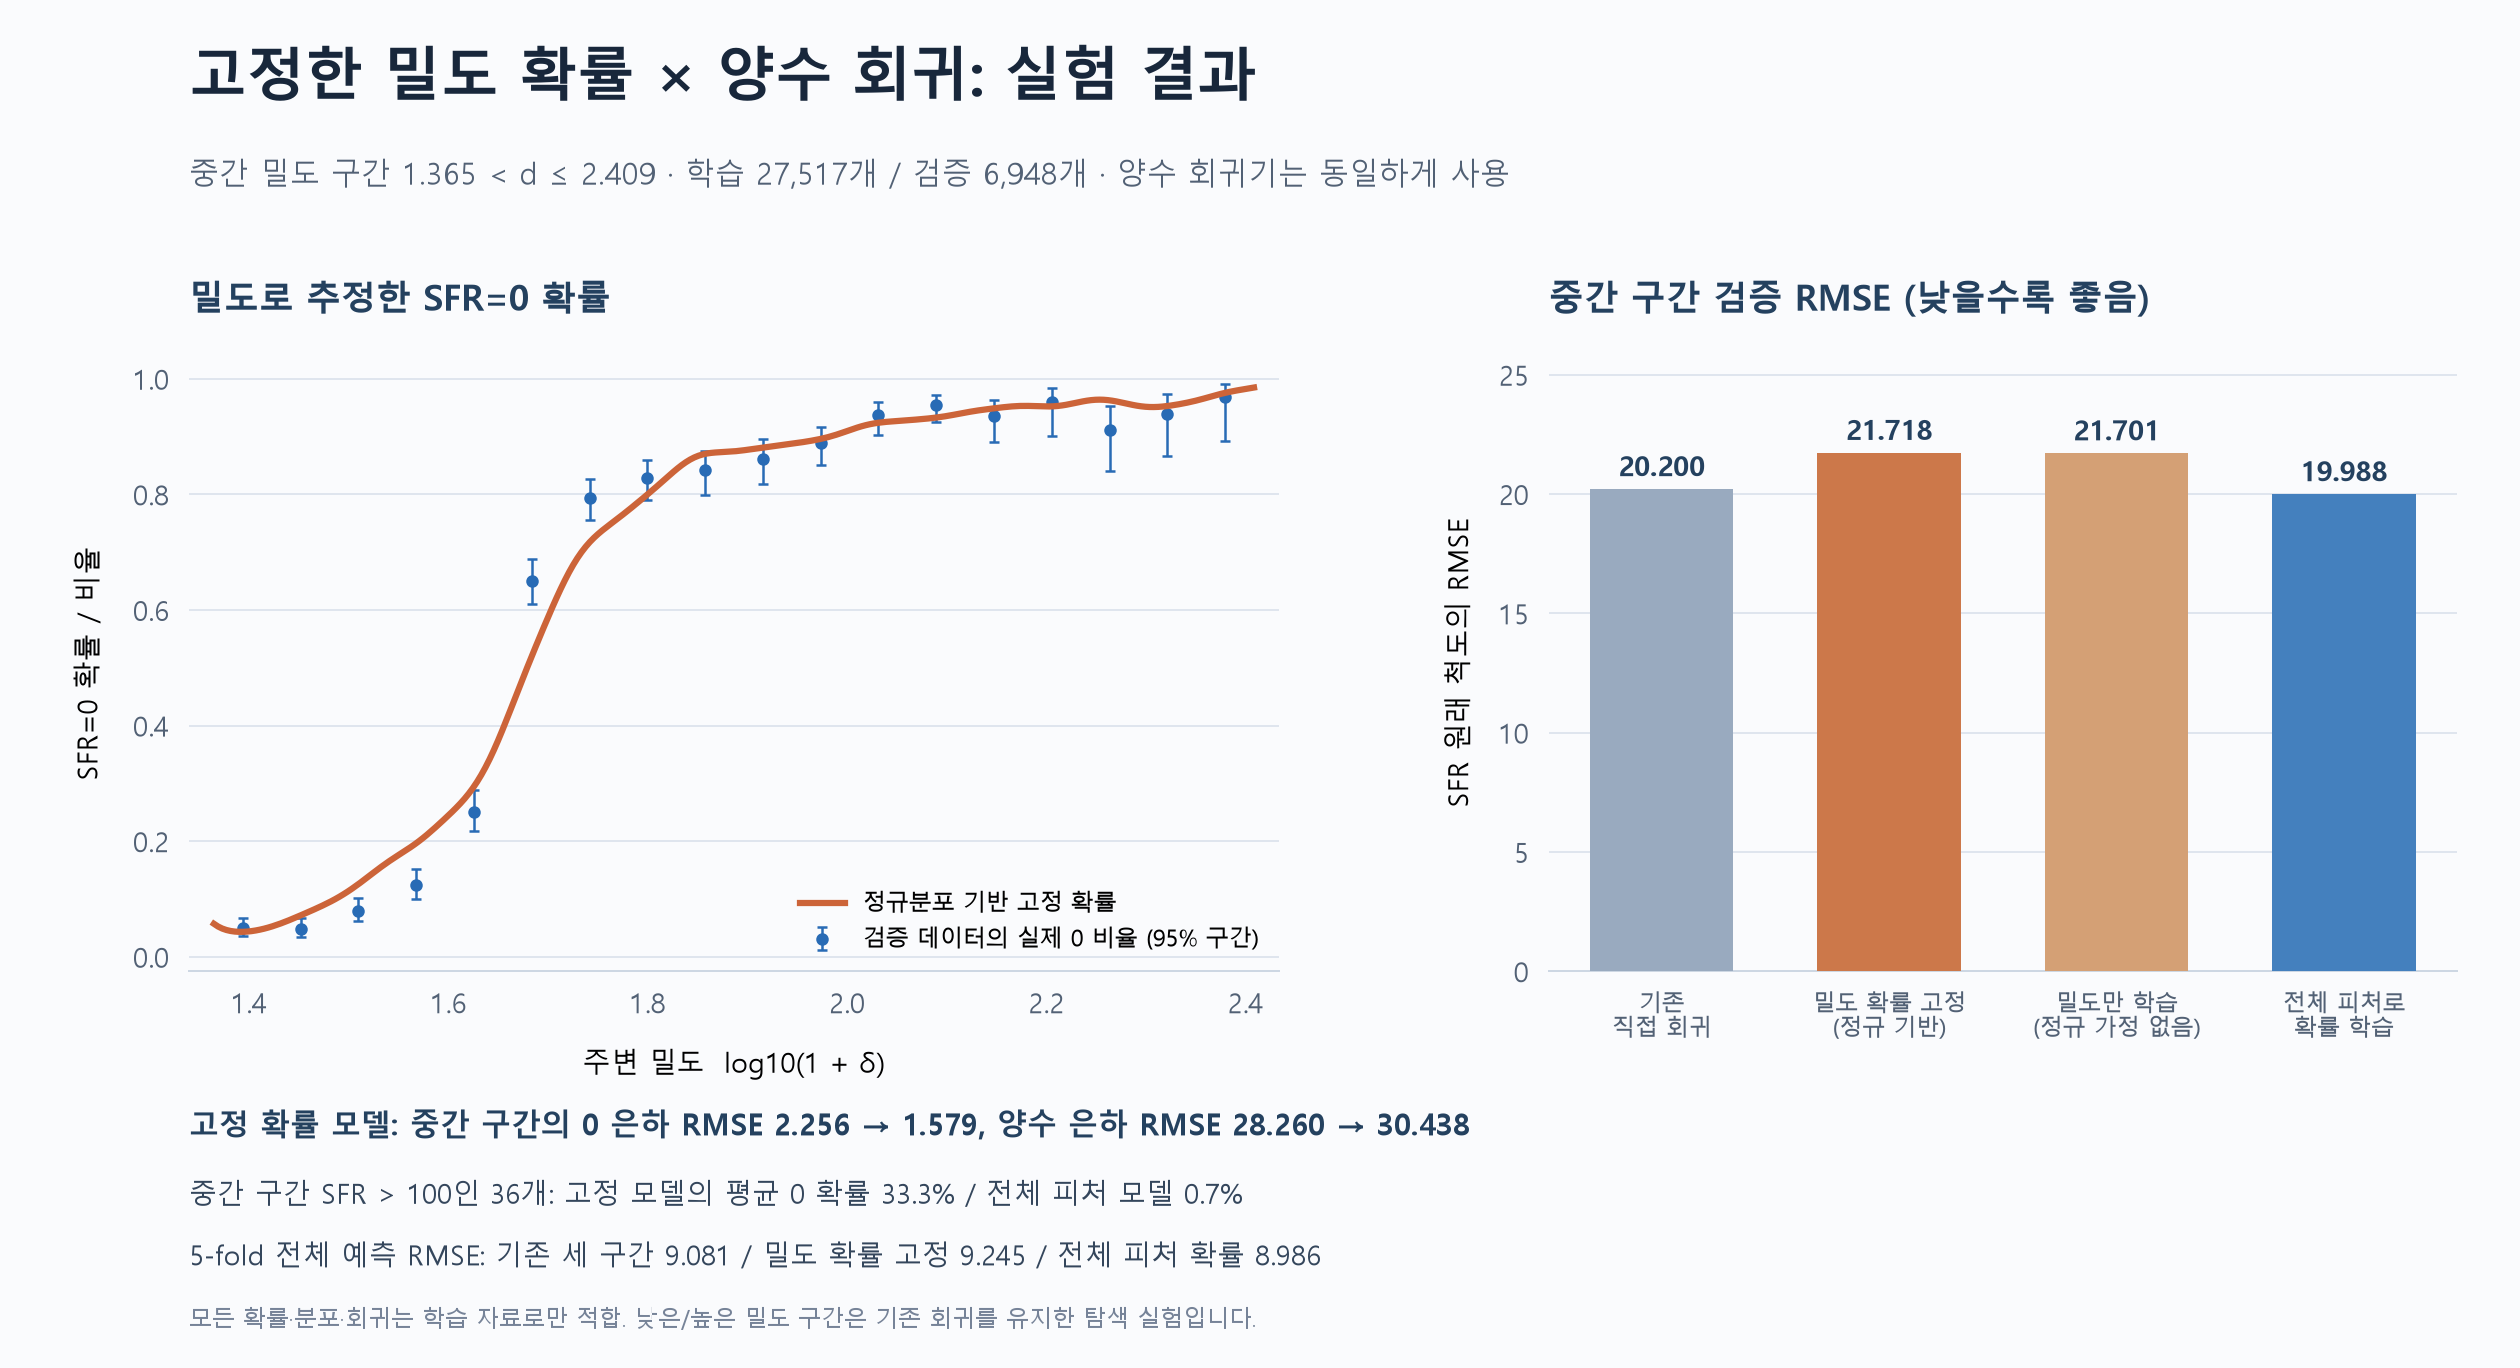 고정한 밀도 확률 × 양수 회귀: 실험 결과
중간 밀도 구간 1.365 < d ≤ 2.409 · 학습 27,517개 / 검증 6,948개 · 양수 회귀기는 동일하게 사용
밀도로 추정한 SFR=0 확률
SFR=0 확률 / 비율
1.0
0.8
0.6
0.4
0.2
0.0
정규분포 기반 고정 확률
검증 데이터의 실제 0 비율 (95% 구간)
1.4 1.6 1.8 2.0 2.2 2.4
주변 밀도 log10(1 + δ)
중간 구간 검증 RMSE (낮을수록 좋음)
SFR 원래 척도의 RMSE
25
20
15
10
5
0
20.200 21.718 21.701 19.988
기존
직접 회귀
밀도 확률 고정
(정규 기반)
밀도만 학습
(정규 가정 없음)
전체 피처로
확률 학습
고정 확률 모델: 중간 구간의 0 은하 RMSE 2.256 → 1.579, 양수 은하 RMSE 28.260 → 30.438
중간 구간 SFR > 100인 36개: 고정 모델의 평균 0 확률 33.3% / 전체 피처 모델 0.7%
5-fold 전체 예측 RMSE: 기존 세 구간 9.081 / 밀도 확률 고정 9.245 / 전체 피처 확률 8.986
모든 확률·분포·회귀는 학습 자료로만 적합. 낮은/높은 밀도 구간은 기존 회귀를 유지한 탐색 실험입니다.